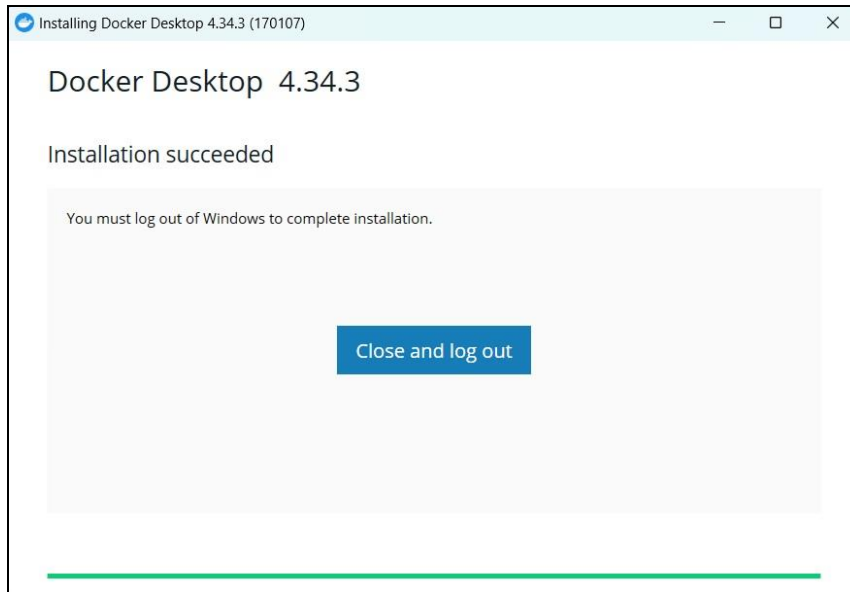 Installing Docker Desktop 4.34.3 (170107)
Docker Desktop 4.34.3
Installation succeeded
You must log out of Windows to complete installation.
Close and log out